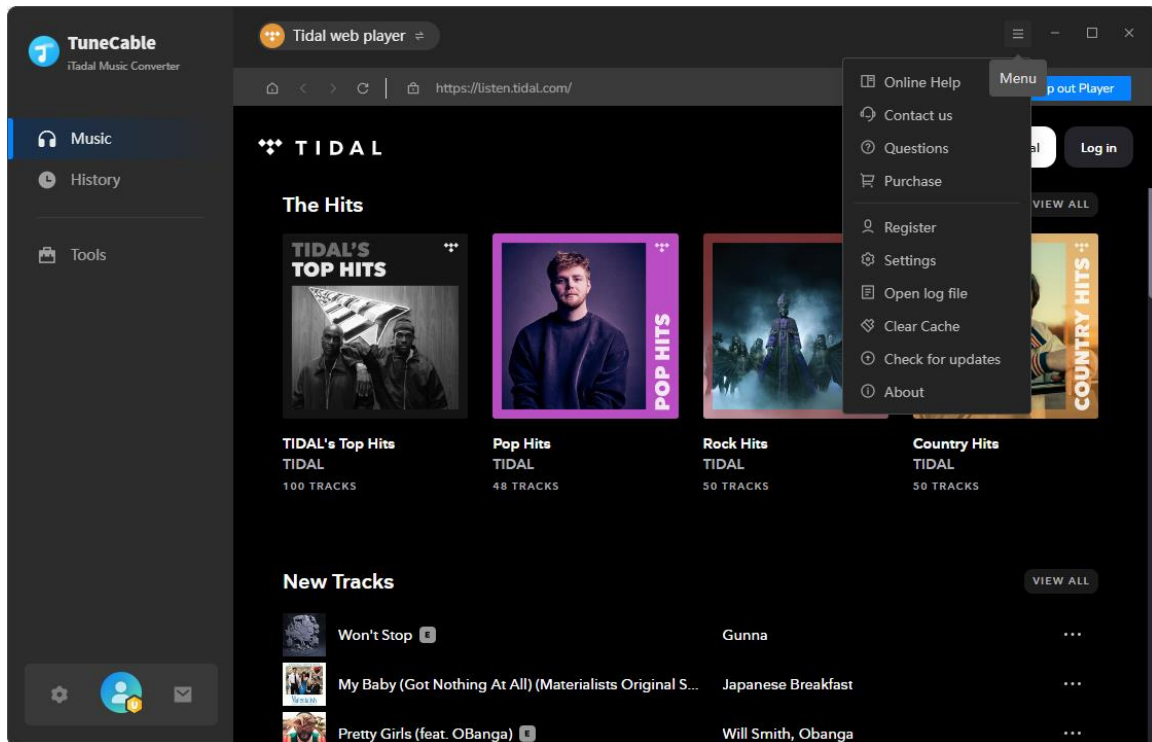 TuneCable
iTadal Music Converter
Music
History
Tools
Tidal web player
https://listen.tidal.com/
Menu
p out Player
Online Help
Contact us
Questions
Purchase
Register
Settings
Open log file
Clear Cache
Check for updates
About
TIDAL
al
Log in
The Hits
VIEW ALL
TIDAL'S
TOP HITS
POP HITS
COUNTRY HITS
TIDAL's Top Hits
TIDAL
100 TRACKS
Pop Hits
TIDAL
48 TRACKS
Rock Hits
TIDAL
50 TRACKS
Country Hits
TIDAL
50 TRACKS
New Tracks
VIEW ALL
Won't Stop E
Gunna
My Baby (Got Nothing At All) (Materialists Original S...
Japanese Breakfast
Pretty Girls (feat. OBanga) E
Will Smith, Obanga